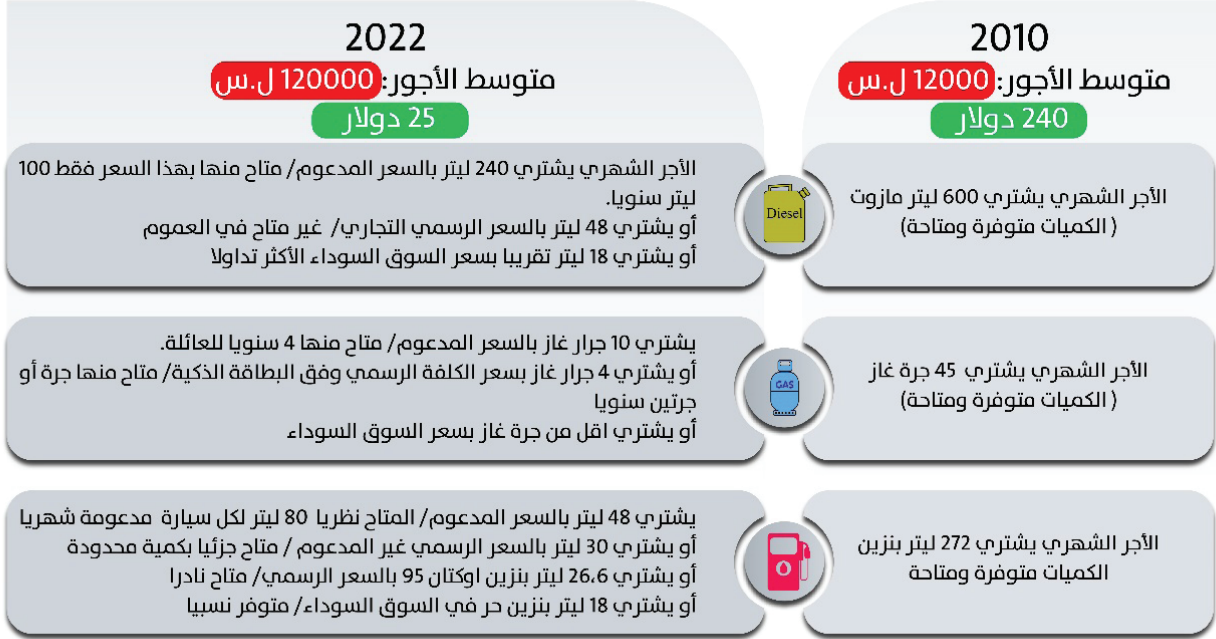 2010
متوسط الأجور: 12000 ل.س
240 دولار
2022
متوسط الأجور: 120000 ل.س
25 دولار
الأجر الشهري يشتري 600 ليتر مازوت
( الكميات متوفرة ومتاحة)
Diesel
الأجر الشهري يشتري 240 ليتر بالسعر المدعوم/ متاح منها بهذا السعر فقط 100
ليتر سنويا.
أو يشتري 48 ليتر بالسعر الرسمي التجاري/ غير متاح في العموم
أو يشتري 18 ليتر تقريبا بسعر السوق السوداء الأكثر تداولا
الأجر الشهري يشتري 45 جرة غاز
( الكميات متوفرة ومتاحة)
GAS
يشتري 10 جرار غاز بالسعر المدعوم/ متاح منها 4 سنويا للعائلة.
أو يشتري 4 جرار غاز بسعر الكلفة الرسمي وفق البطاقة الذكية/ متاح منها جرة أو
جرتين سنويا
أو يشتري اقل من جرة غاز بسعر السوق السوداء
الأجر الشهري يشتري 272 ليتر بنزين
الكميات متوفرة ومتاحة
يشتري 48 ليتر بالسعر المدعوم/ المتاح نظريا 80 ليتر لكل سيارة مدعومة شهريا
أو يشتري 30 ليتر بالسعر الرسمي غير المدعوم / متاح جزئيا بكمية محدودة
أو يشتري 26،6 ليتر بنزين اوكتان 95 بالسعر الرسمي/ متاح نادرا
أو يشتري 18 ليتر بنزين حر في السوق السوداء/ متوفر نسبيا